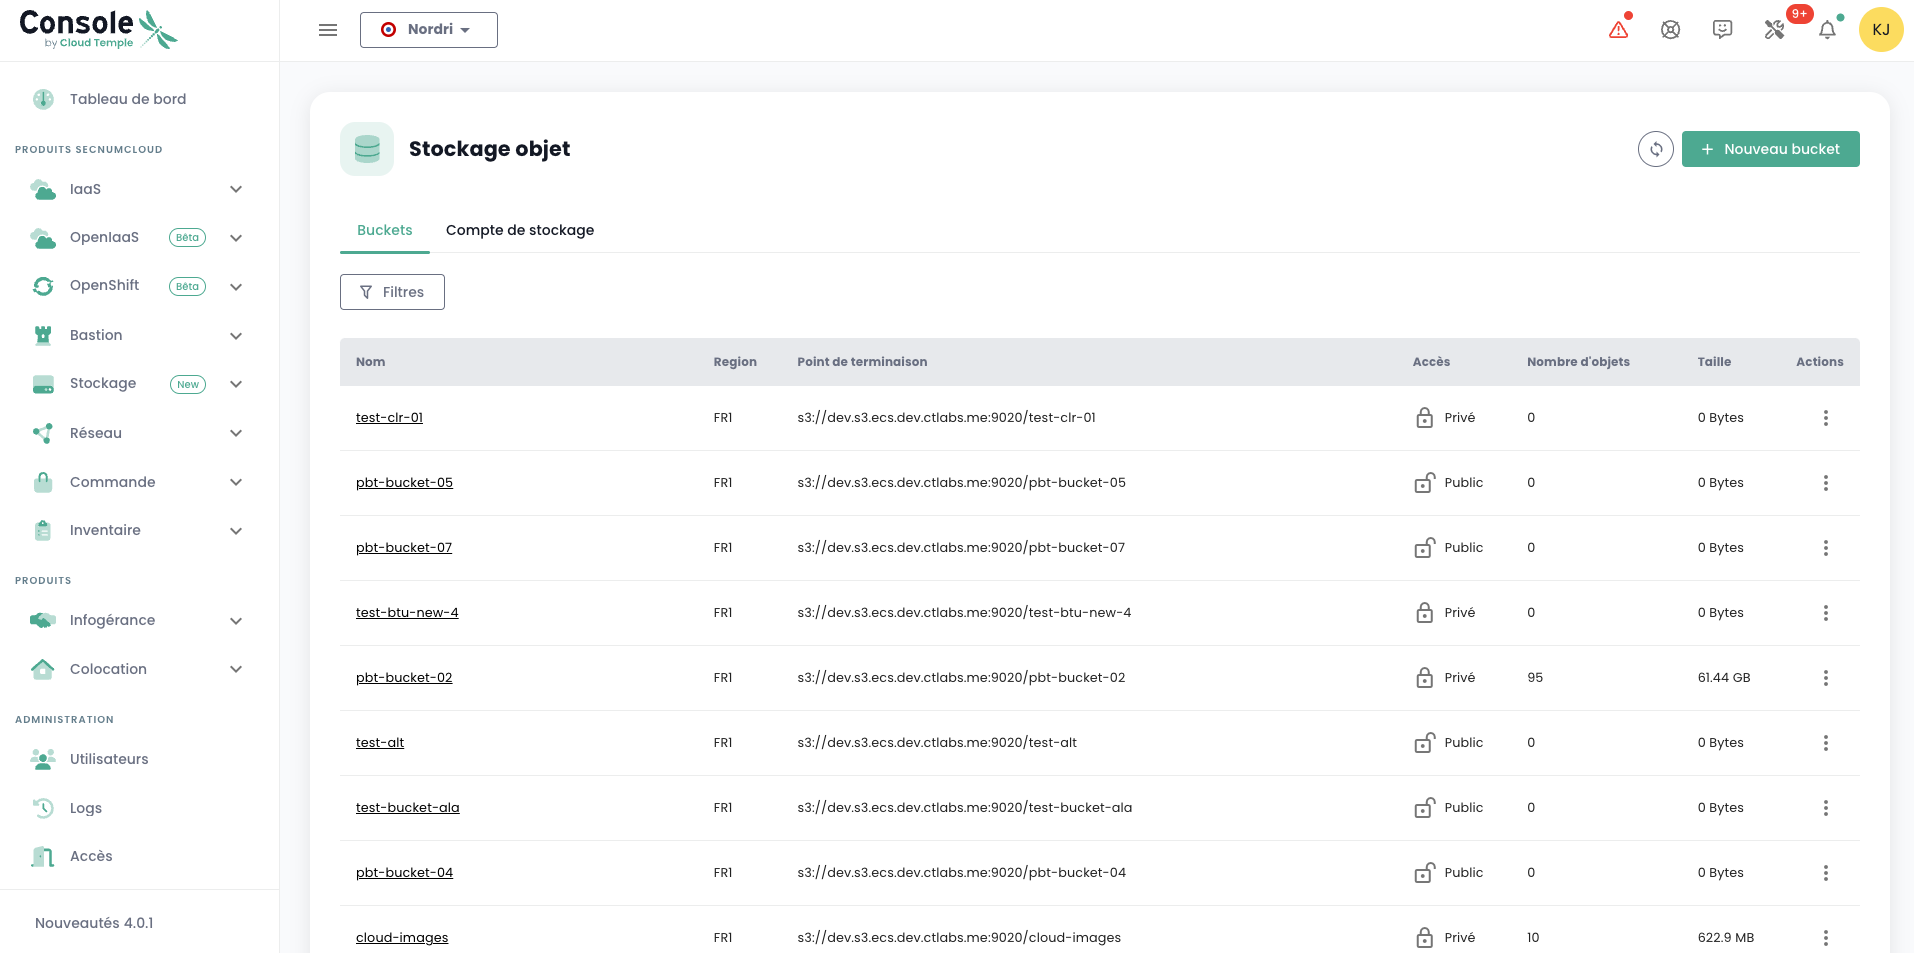 Console
by Cloud Temple
Nordri
9+
KJ
Tableau de bord
PRODUITS SECNUMCLOUD
IaaS
OpenIaaS Bêta
OpenShift Bêta
Bastion
Stockage New
Réseau
Commande
Inventaire
PRODUITS
Infogérance
Colocation
ADMINISTRATION
Utilisateurs
Logs
Accès
Nouveautés 4.0.1
Stockage objet
Nouveau bucket
Buckets Compte de stockage
Filtres
Nom Region Point de terminaison Accès Nombre d'objets Taille Actions
test-clr-01 FR1 s3://dev.s3.ecs.dev.ctlabs.me:9020/test-clr-01 Privé 0 0 Bytes
pbt-bucket-05 FR1 s3://dev.s3.ecs.dev.ctlabs.me:9020/pbt-bucket-05 Public 0 0 Bytes
pbt-bucket-07 FR1 s3://dev.s3.ecs.dev.ctlabs.me:9020/pbt-bucket-07 Public 0 0 Bytes
test-btu-new-4 FR1 s3://dev.s3.ecs.dev.ctlabs.me:9020/test-btu-new-4 Privé 0 0 Bytes
pbt-bucket-02 FR1 s3://dev.s3.ecs.dev.ctlabs.me:9020/pbt-bucket-02 Privé 95 61.44 GB
test-alt FR1 s3://dev.s3.ecs.dev.ctlabs.me:9020/test-alt Public 0 0 Bytes
test-bucket-ala FR1 s3://dev.s3.ecs.dev.ctlabs.me:9020/test-bucket-ala Public 0 0 Bytes
pbt-bucket-04 FR1 s3://dev.s3.ecs.dev.ctlabs.me:9020/pbt-bucket-04 Public 0 0 Bytes
cloud-images FR1 s3://dev.s3.ecs.dev.ctlabs.me:9020/cloud-images Privé 10 622.9 MB